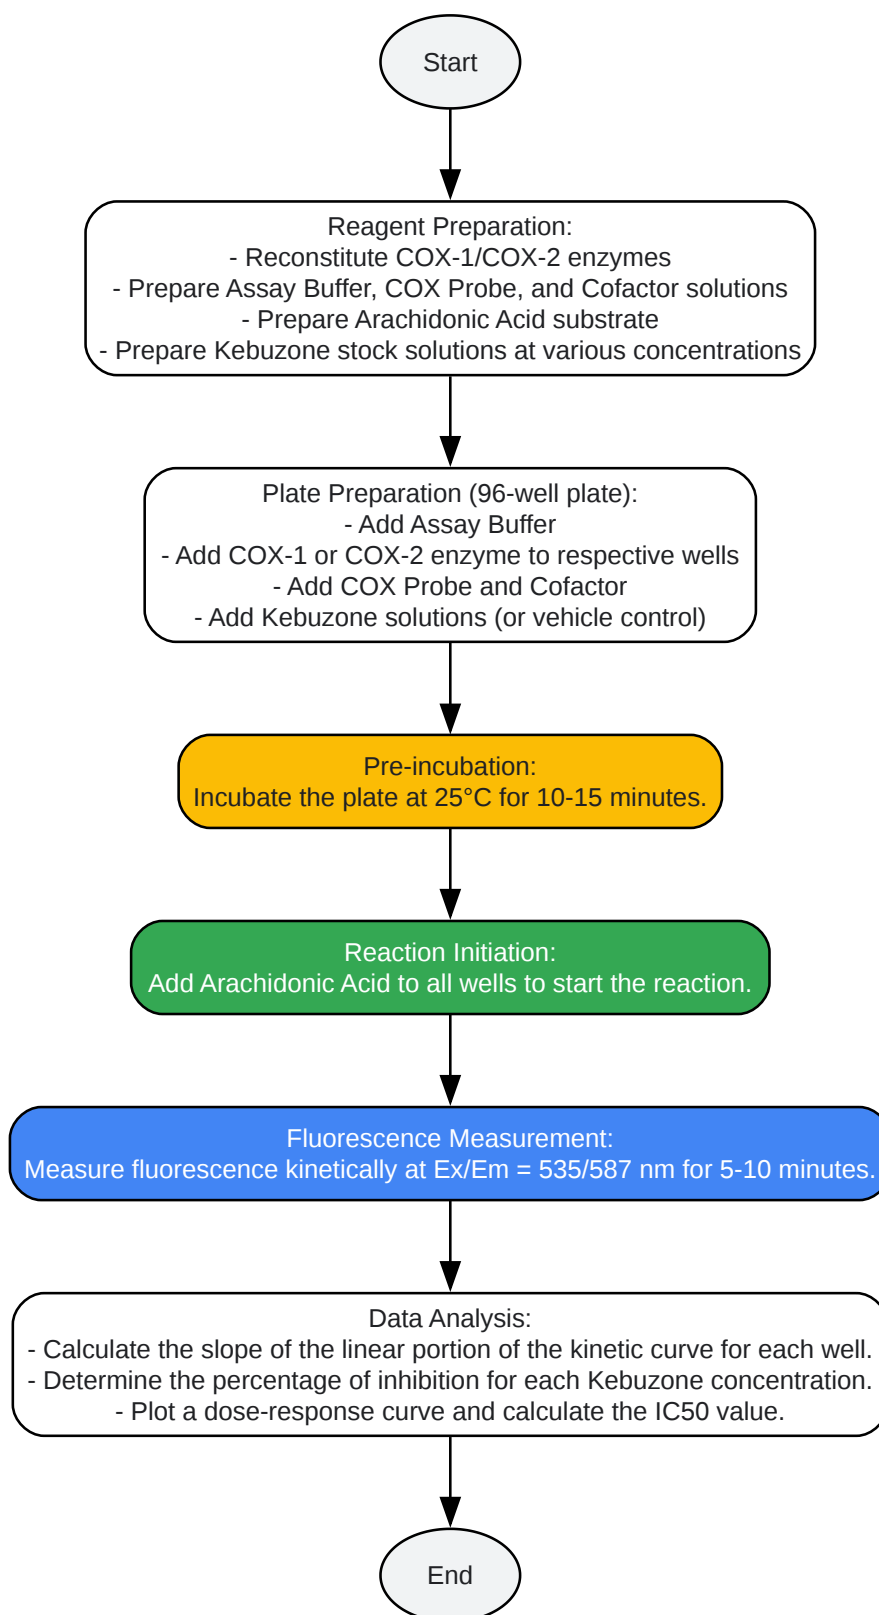 Start
Reagent Preparation:
- Reconstitute COX-1/COX-2 enzymes
- Prepare Assay Buffer, COX Probe, and Cofactor solutions
- Prepare Arachidonic Acid substrate
- Prepare Kebuzone stock solutions at various concentrations
Plate Preparation (96-well plate):
- Add Assay Buffer
- Add COX-1 or COX-2 enzyme to respective wells
- Add COX Probe and Cofactor
- Add Kebuzone solutions (or vehicle control)
Pre-incubation:
Incubate the plate at 25°C for 10-15 minutes.
Reaction Initiation:
Add Arachidonic Acid to all wells to start the reaction.
Fluorescence Measurement:
Measure fluorescence kinetically at Ex/Em = 535/587 nm for 5-10 minutes.
Data Analysis:
- Calculate the slope of the linear portion of the kinetic curve for each well.
- Determine the percentage of inhibition for each Kebuzone concentration.
- Plot a dose-response curve and calculate the IC50 value.
End